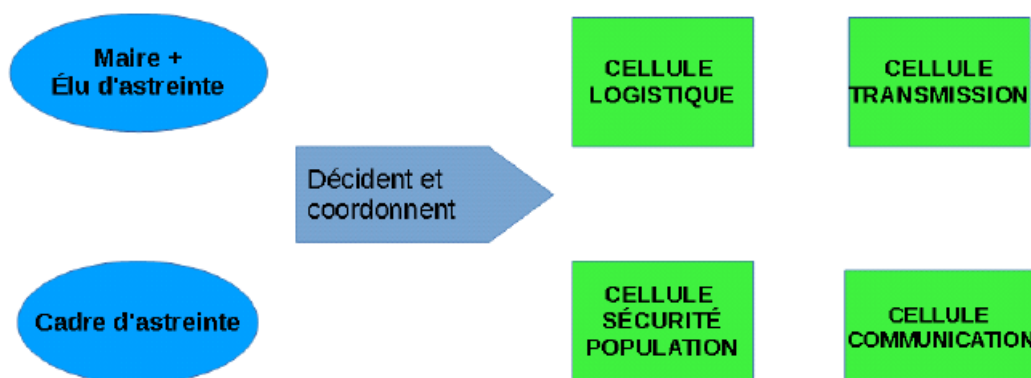 Maire +
Élu d'astreinte
CELLULE
LOGISTIQUE
CELLULE
TRANSMISSION
Décident et
coordonnent
Cadre d'astreinte
CELLULE
SÉCURITÉ
POPULATION
CELLULE
COMMUNICATION